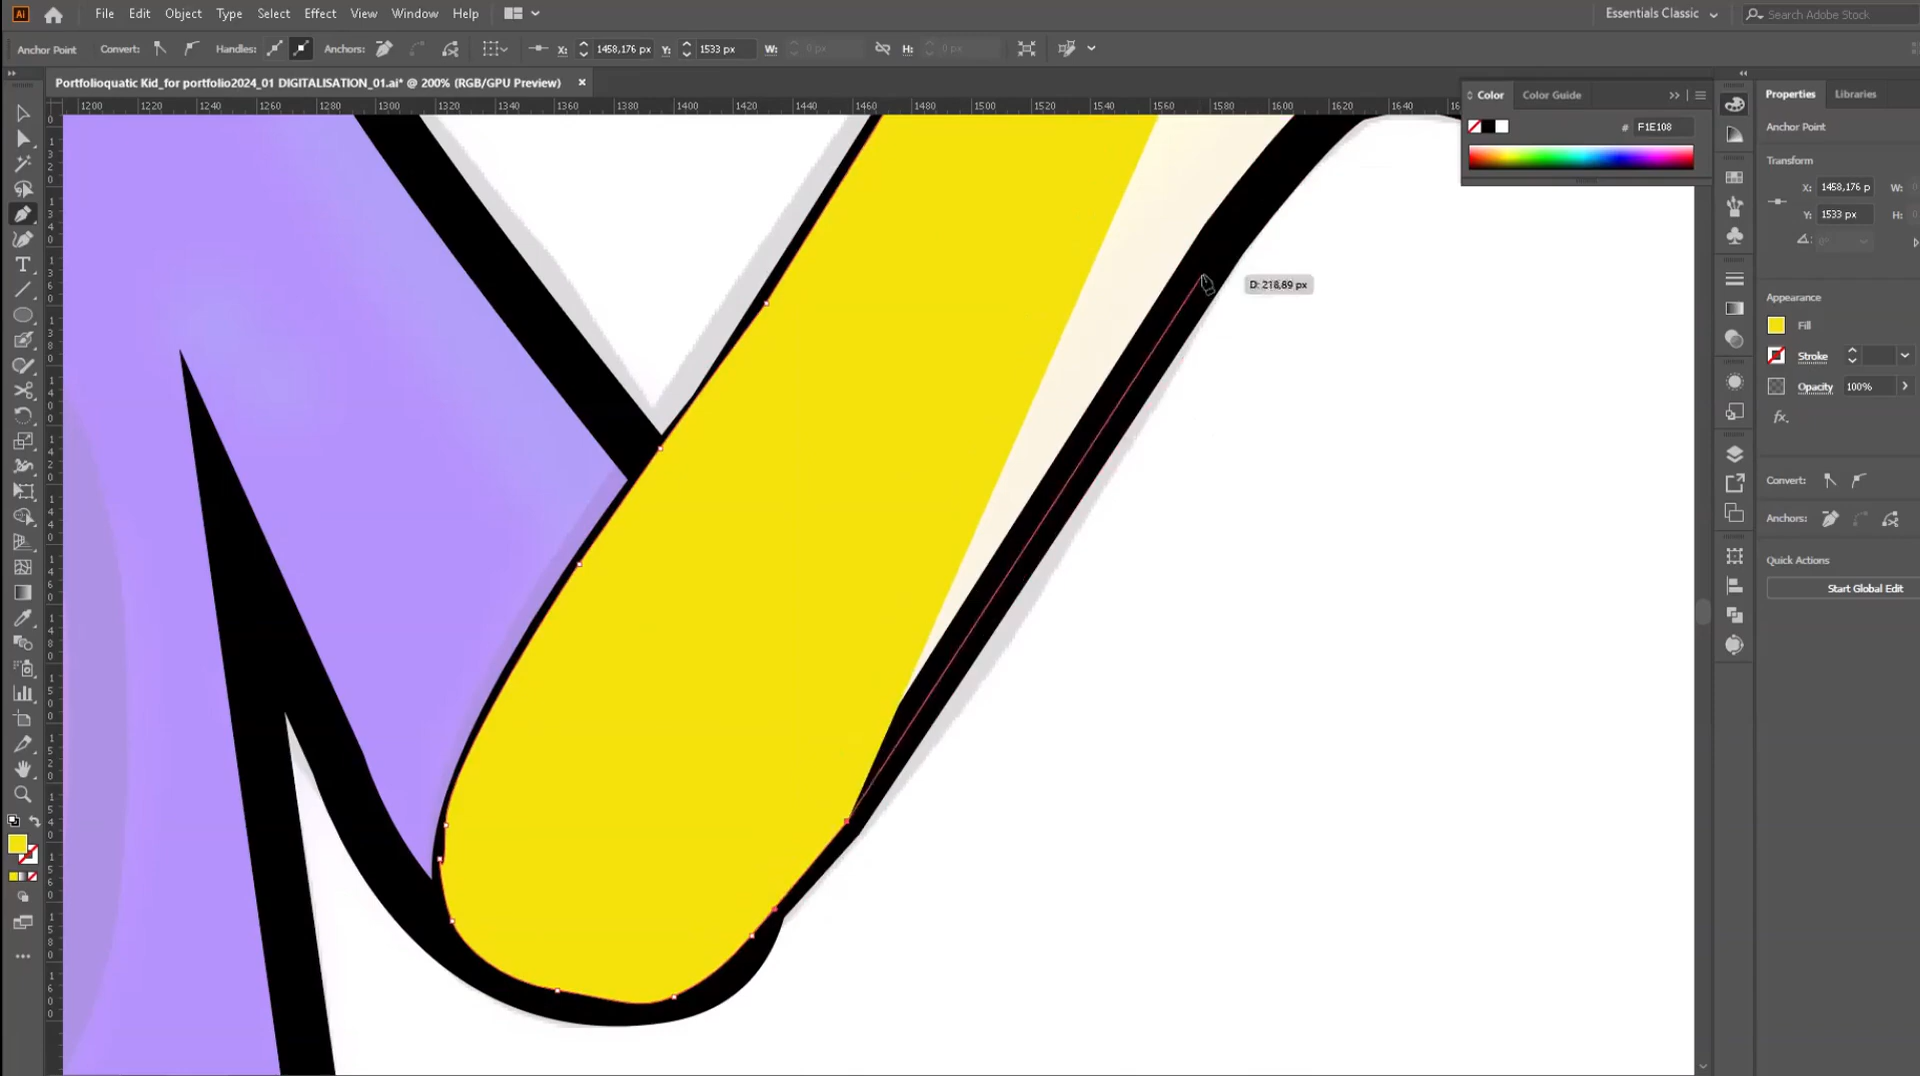 Ai File Edit Object Type Select Effect View Window Help Essentials Classic Search Adobe Stock
Anchor Point Convert: Handles: Anchors: X: 1458,176 px Y: 1533 px W: 0 px H: 0 px
Portfolioquatic Kid_for portfolio2024_01 DIGITALISATION_01.ai* @ 200% (RGB/GPU Preview)
1200 1220 1240 1260 1280 1300 1320 1340 1360 1380 1400 1420 1440 1460 1480 1500 1520 1540 1560 1580 1600 1620 1640
Color Color Guide
# F1E108
Properties Libraries
Anchor Point
Transform
X: 1458,176 p W:
Y: 1533 px H:
D: 218,69 px
Appearance
Fill
Stroke
Opacity 100%
fx.
Convert:
Anchors:
Quick Actions
Start Global Edit